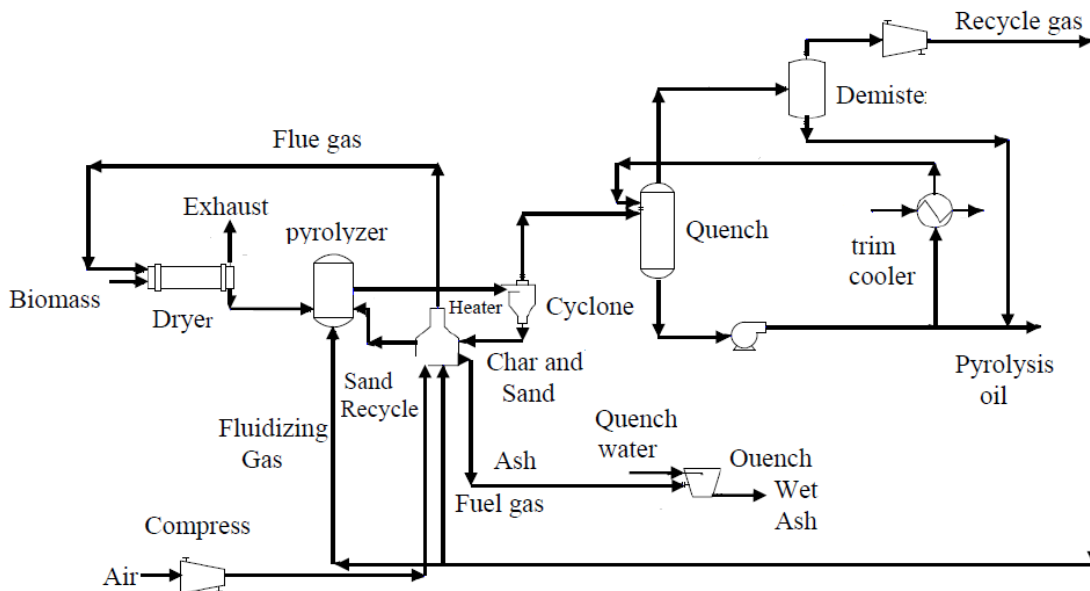 Recycle gas
Demiste
Flue gas
Exhaust
pyrolyzer
Quench
trim
cooler
Biomass
Dryer
Heater
Cyclone
Char and
Sand
Sand
Recycle
Pyrolysis
oil
Fluidizing
Gas
Quench
water
Ash
Fuel gas
Ouench
Wet
Ash
Compress
Air